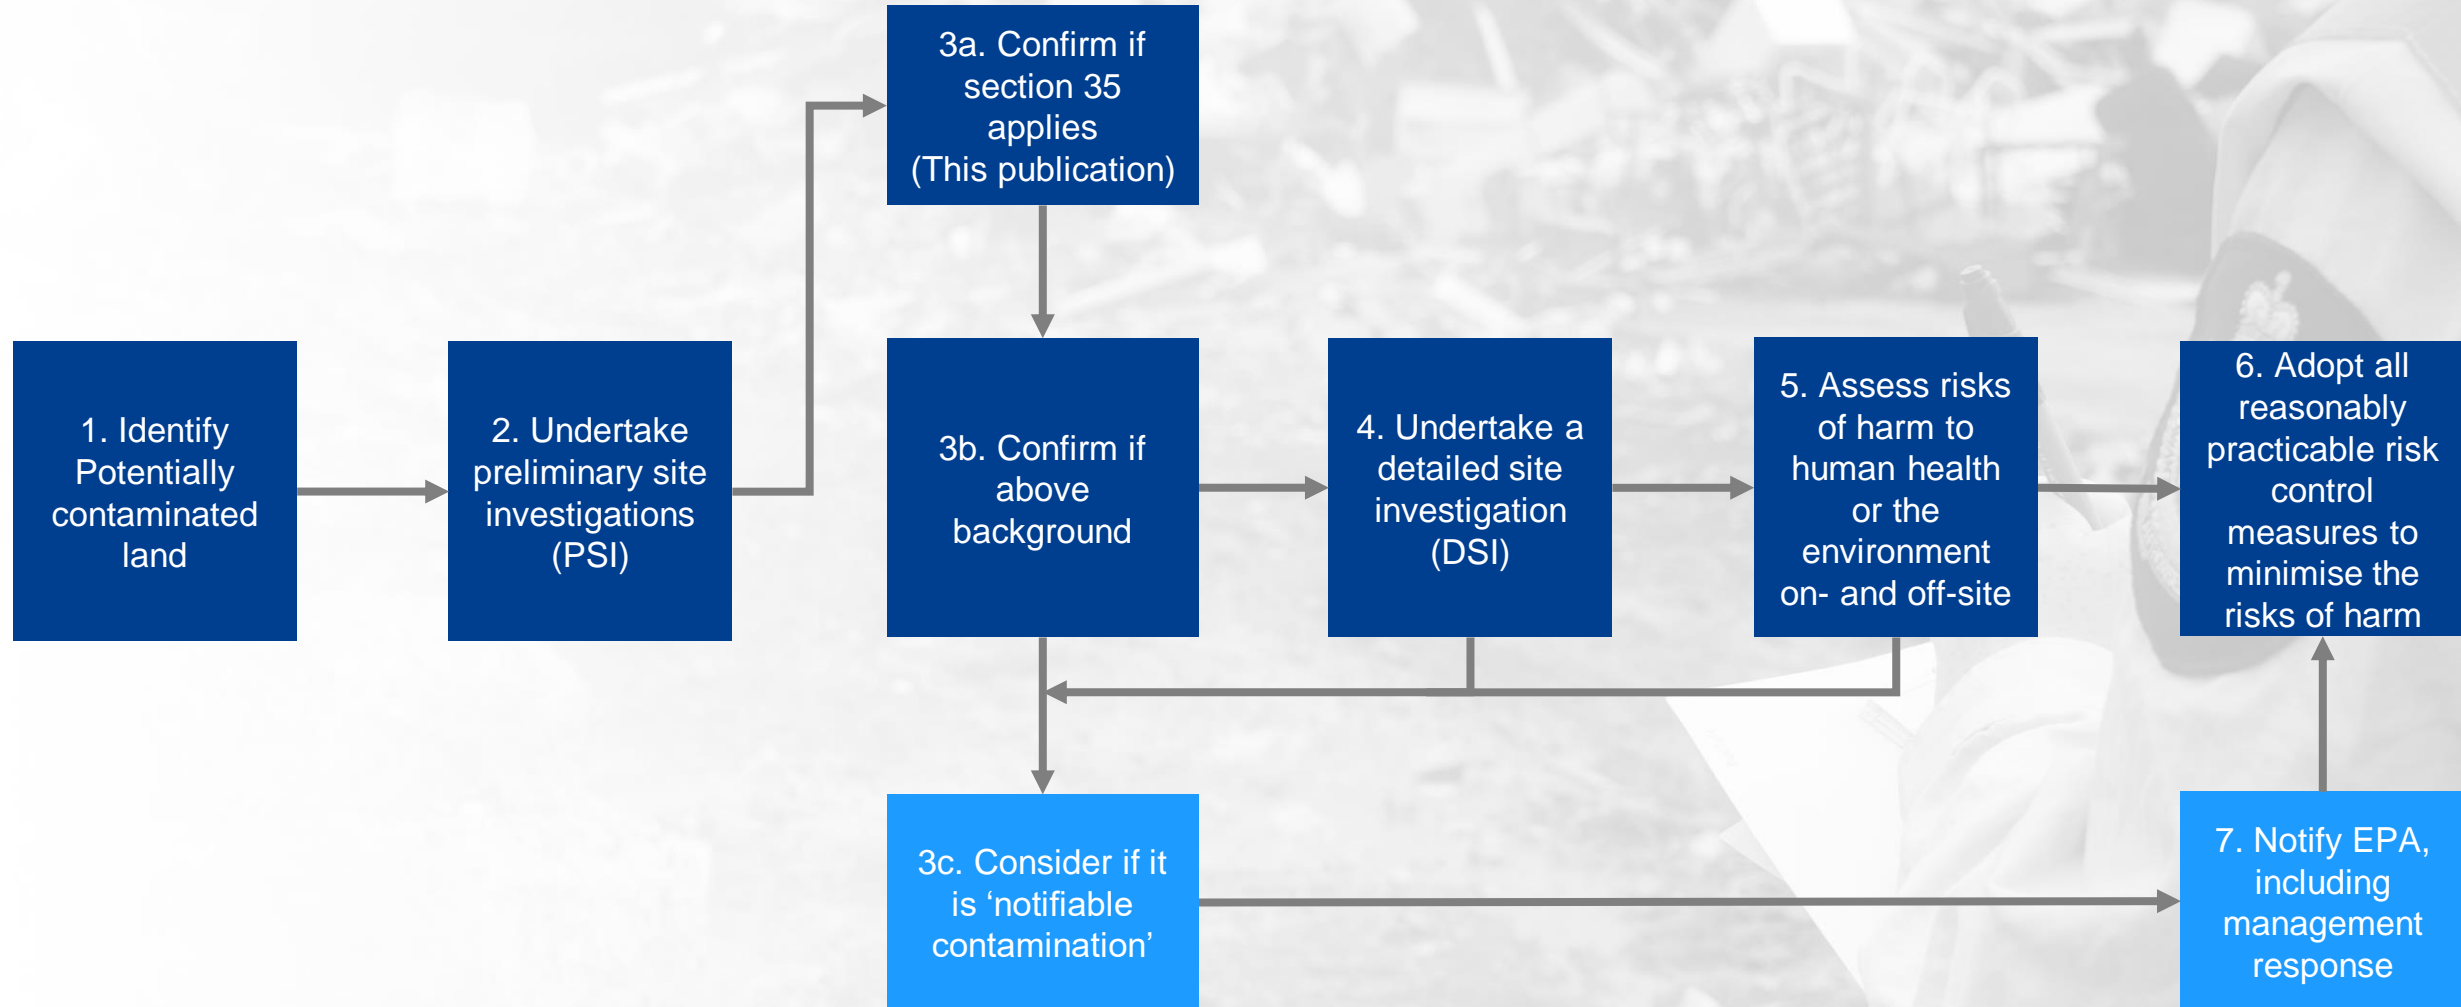 3a. Confirm if
section 35
applies
(This publication)
1. Identify
Potentially
contaminated
land
2. Undertake
preliminary site
investigations
(PSI)
3b. Confirm if
above
background
4. Undertake a
detailed site
investigation
(DSI)
5. Assess risks
of harm to
human health
or the
environment
on- and off-site
6. Adopt all
reasonably
practicable risk
control
measures to
minimise the
risks of harm
3c. Consider if it
is ‘notifiable
contamination’
7. Notify EPA,
including
management
response